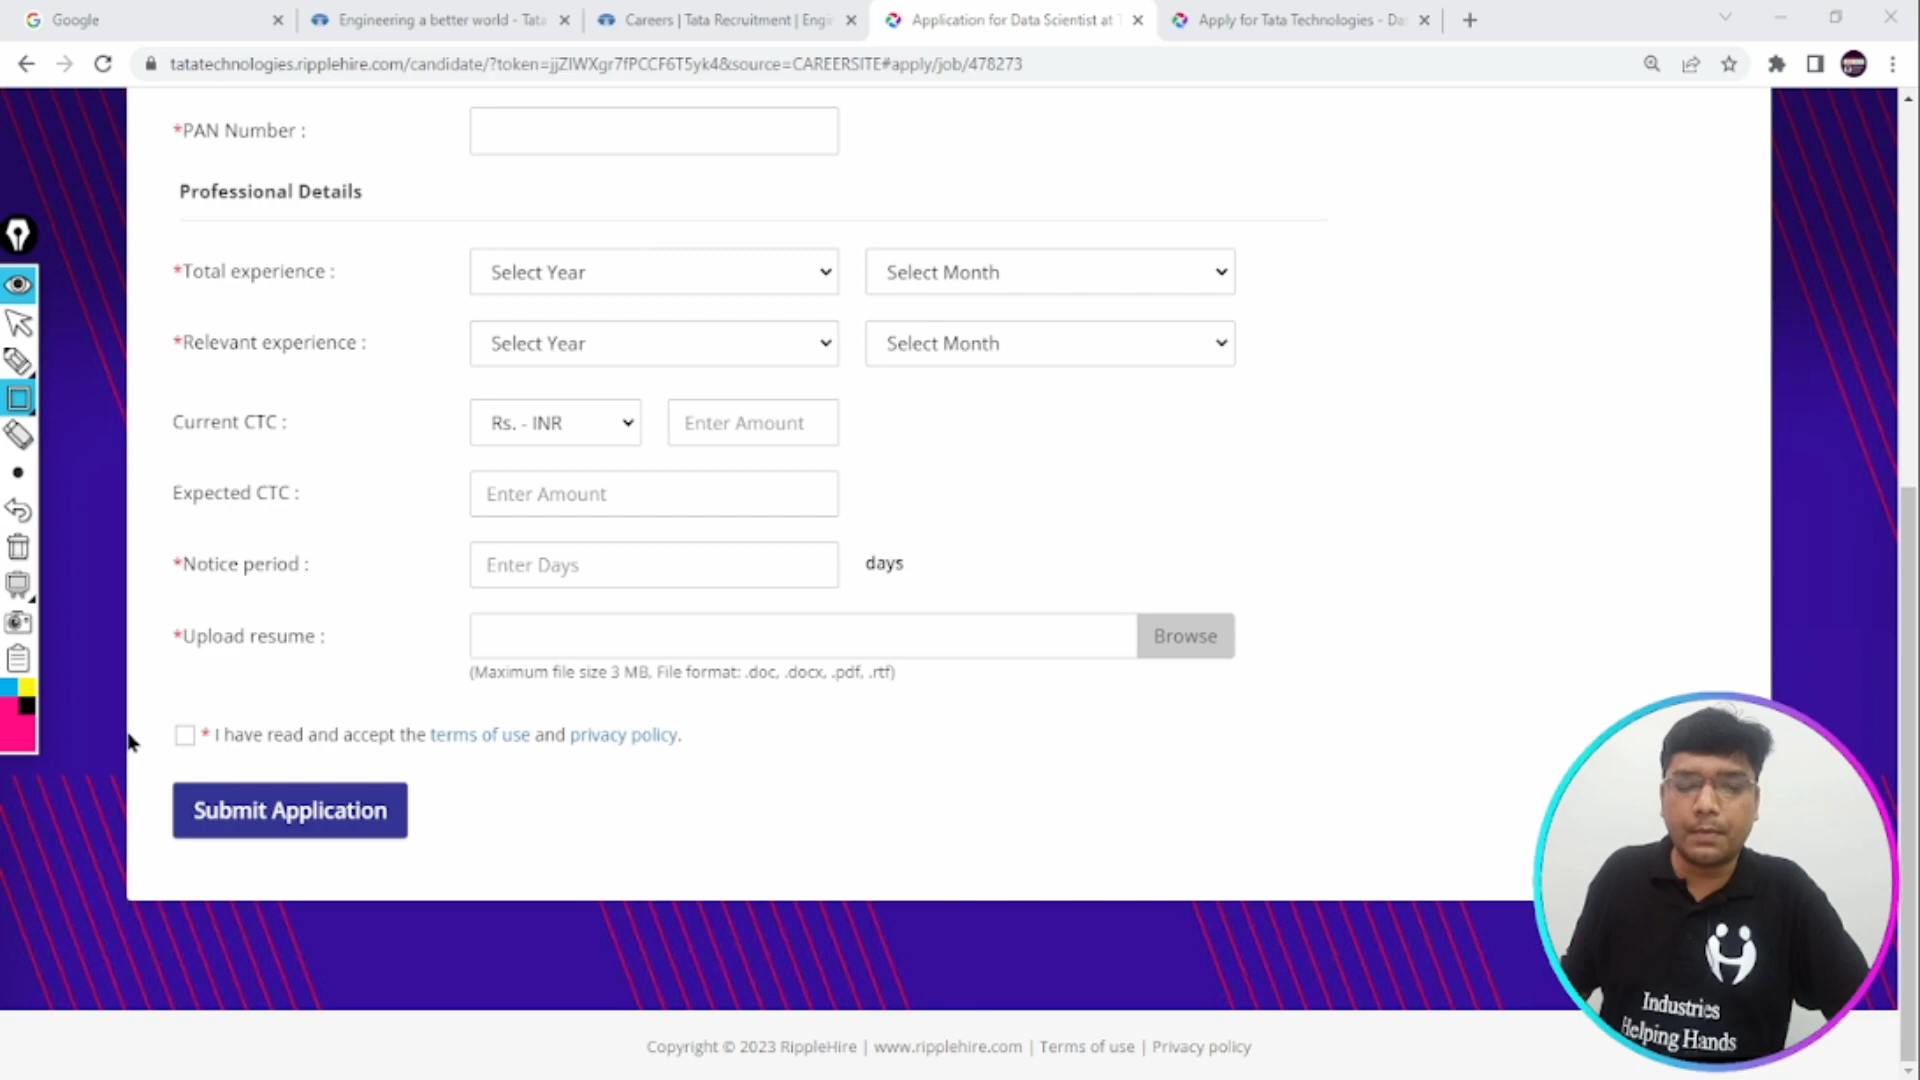 Google
Engineering a better world - Tata
Careers | Tata Recruitment | Engin
Application for Data Scientist at T
Apply for Tata Technologies - Da
tatatechnologies.ripplehire.com/candidate/?token=jjZIWXgr7fPCCF6T5yk4&source=CAREERSITE#apply/job/478273
*PAN Number :
Professional Details
*Total experience : Select Year Select Month
*Relevant experience : Select Year Select Month
Current CTC : Rs. - INR Enter Amount
Expected CTC : Enter Amount
*Notice period : Enter Days days
*Upload resume : Browse
(Maximum file size 3 MB, File format: .doc, .docx, .pdf, .rtf)
* I have read and accept the terms of use and privacy policy.
Submit Application
Industries
Helping Hands
Copyright © 2023 RippleHire | www.ripplehire.com | Terms of use | Privacy policy